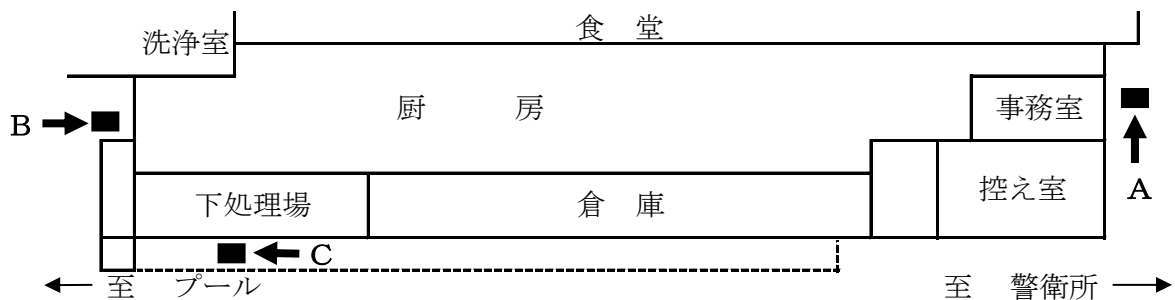 食 堂
洗浄室
厨 房
事務室
B
A
控え室
下処理場
倉 庫
C
至 プール
至 警衛所